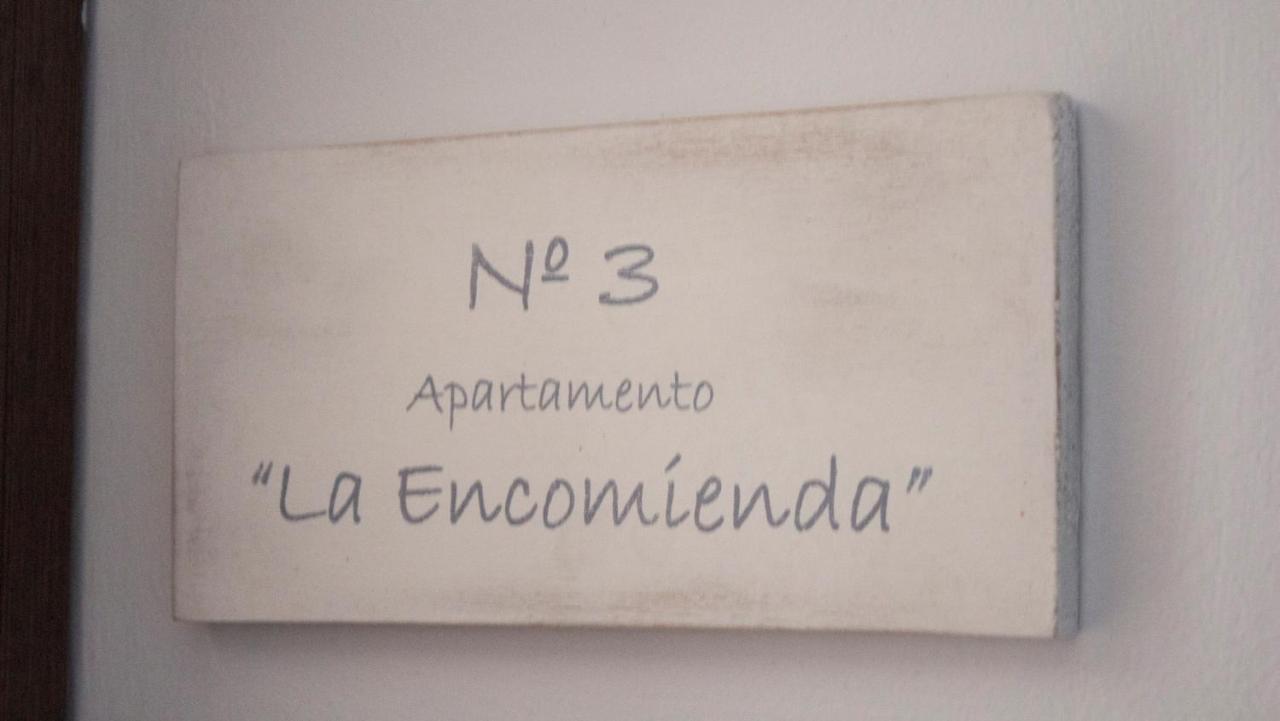 Nº 3
Apartamento
“La Encomienda”